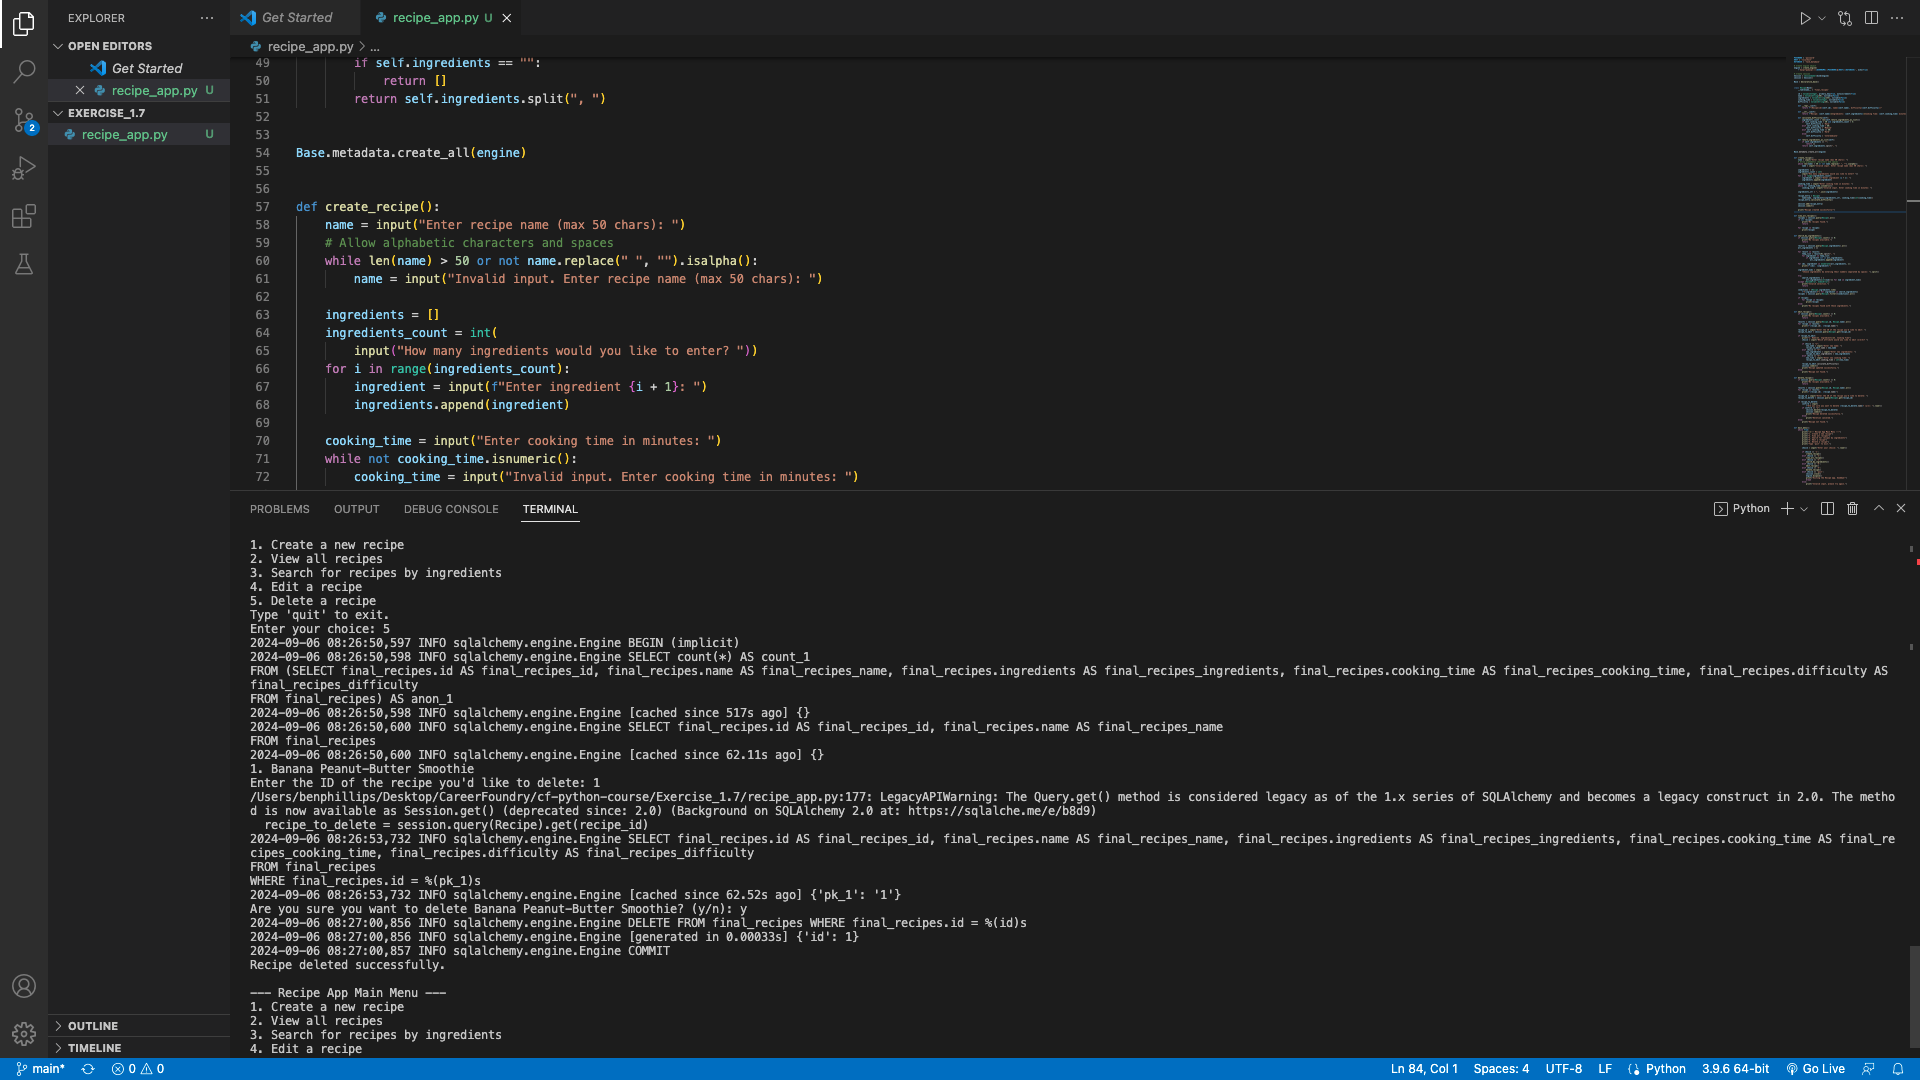 EXPLORER
OPEN EDITORS
Get Started
recipe_app.py U
EXERCISE_1.7
recipe_app.py U
2
OUTLINE
TIMELINE
Get Started
recipe_app.py U
recipe_app.py > ...
49 if self.ingredients == "":
50 return []
51 return self.ingredients.split(", ")
52
53
54 Base.metadata.create_all(engine)
55
56
57 def create_recipe():
58 name = input("Enter recipe name (max 50 chars): ")
59 # Allow alphabetic characters and spaces
60 while len(name) > 50 or not name.replace(" ", "").isalpha():
61 name = input("Invalid input. Enter recipe name (max 50 chars): ")
62
63 ingredients = []
64 ingredients_count = int(
65 input("How many ingredients would you like to enter? "))
66 for i in range(ingredients_count):
67 ingredient = input(f"Enter ingredient {i + 1}: ")
68 ingredients.append(ingredient)
69
70 cooking_time = input("Enter cooking time in minutes: ")
71 while not cooking_time.isnumeric():
72 cooking_time = input("Invalid input. Enter cooking time in minutes: ")
PROBLEMS OUTPUT DEBUG CONSOLE TERMINAL
Python
1. Create a new recipe
2. View all recipes
3. Search for recipes by ingredients
4. Edit a recipe
5. Delete a recipe
Type 'quit' to exit.
Enter your choice: 5
2024-09-06 08:26:50,597 INFO sqlalchemy.engine.Engine BEGIN (implicit)
2024-09-06 08:26:50,598 INFO sqlalchemy.engine.Engine SELECT count(*) AS count_1
FROM (SELECT final_recipes.id AS final_recipes_id, final_recipes.name AS final_recipes_name, final_recipes.ingredients AS final_recipes_ingredients, final_recipes.cooking_time AS final_recipes_cooking_time, final_recipes.difficulty AS
final_recipes_difficulty
FROM final_recipes) AS anon_1
2024-09-06 08:26:50,598 INFO sqlalchemy.engine.Engine [cached since 517s ago] {}
2024-09-06 08:26:50,600 INFO sqlalchemy.engine.Engine SELECT final_recipes.id AS final_recipes_id, final_recipes.name AS final_recipes_name
FROM final_recipes
2024-09-06 08:26:50,600 INFO sqlalchemy.engine.Engine [cached since 62.11s ago] {}
1. Banana Peanut-Butter Smoothie
Enter the ID of the recipe you'd like to delete: 1
/Users/benphillips/Desktop/CareerFoundry/cf-python-course/Exercise_1.7/recipe_app.py:177: LegacyAPIWarning: The Query.get() method is considered legacy as of the 1.x series of SQLAlchemy and becomes a legacy construct in 2.0. The metho
d is now available as Session.get() (deprecated since: 2.0) (Background on SQLAlchemy 2.0 at: https://sqlalche.me/e/b8d9)
recipe_to_delete = session.query(Recipe).get(recipe_id)
2024-09-06 08:26:53,732 INFO sqlalchemy.engine.Engine SELECT final_recipes.id AS final_recipes_id, final_recipes.name AS final_recipes_name, final_recipes.ingredients AS final_recipes_ingredients, final_recipes.cooking_time AS final_re
cipes_cooking_time, final_recipes.difficulty AS final_recipes_difficulty
FROM final_recipes
WHERE final_recipes.id = %(pk_1)s
2024-09-06 08:26:53,732 INFO sqlalchemy.engine.Engine [cached since 62.52s ago] {'pk_1': '1'}
Are you sure you want to delete Banana Peanut-Butter Smoothie? (y/n): y
2024-09-06 08:27:00,856 INFO sqlalchemy.engine.Engine DELETE FROM final_recipes WHERE final_recipes.id = %(id)s
2024-09-06 08:27:00,856 INFO sqlalchemy.engine.Engine [generated in 0.00033s] {'id': 1}
2024-09-06 08:27:00,857 INFO sqlalchemy.engine.Engine COMMIT
Recipe deleted successfully.
--- Recipe App Main Menu ---
1. Create a new recipe
2. View all recipes
3. Search for recipes by ingredients
4. Edit a recipe
main* 0 0 Ln 84, Col 1 Spaces: 4 UTF-8 LF Python 3.9.6 64-bit Go Live